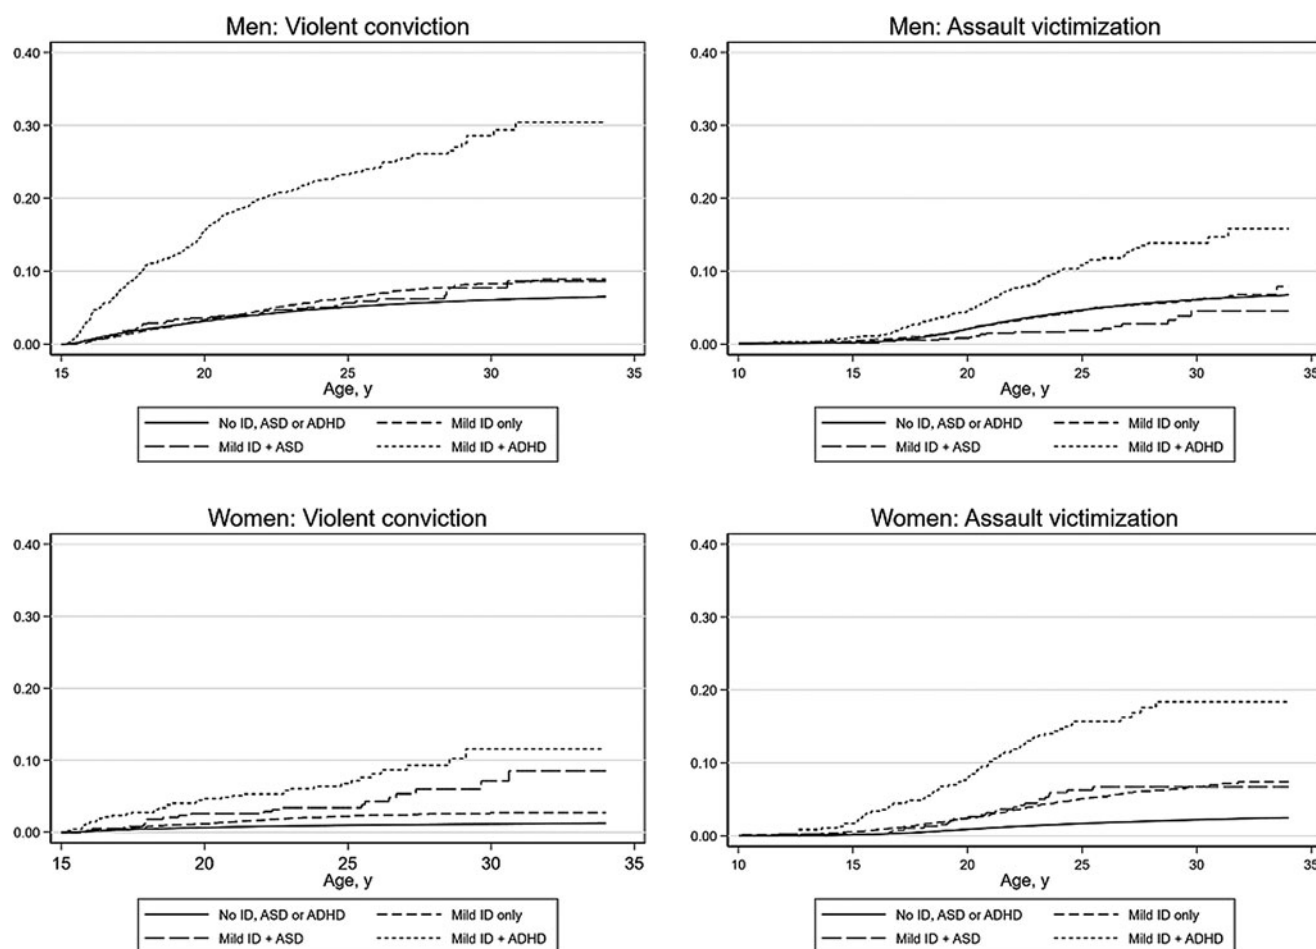 Men: Violent conviction
0.40
0.30
0.20
0.10
0.00
15 20 25 30 35
Age, y
No ID, ASD or ADHD Mild ID only
Mild ID + ASD Mild ID + ADHD
Men: Assault victimization
0.40
0.30
0.20
0.10
0.00
10 15 20 25 30 35
Age, y
No ID, ASD or ADHD Mild ID only
Mild ID + ASD Mild ID + ADHD
Women: Violent conviction
0.40
0.30
0.20
0.10
0.00
15 20 25 30 35
Age, y
No ID, ASD or ADHD Mild ID only
Mild ID + ASD Mild ID + ADHD
Women: Assault victimization
0.40
0.30
0.20
0.10
0.00
10 15 20 25 30 35
Age, y
No ID, ASD or ADHD Mild ID only
Mild ID + ASD Mild ID + ADHD